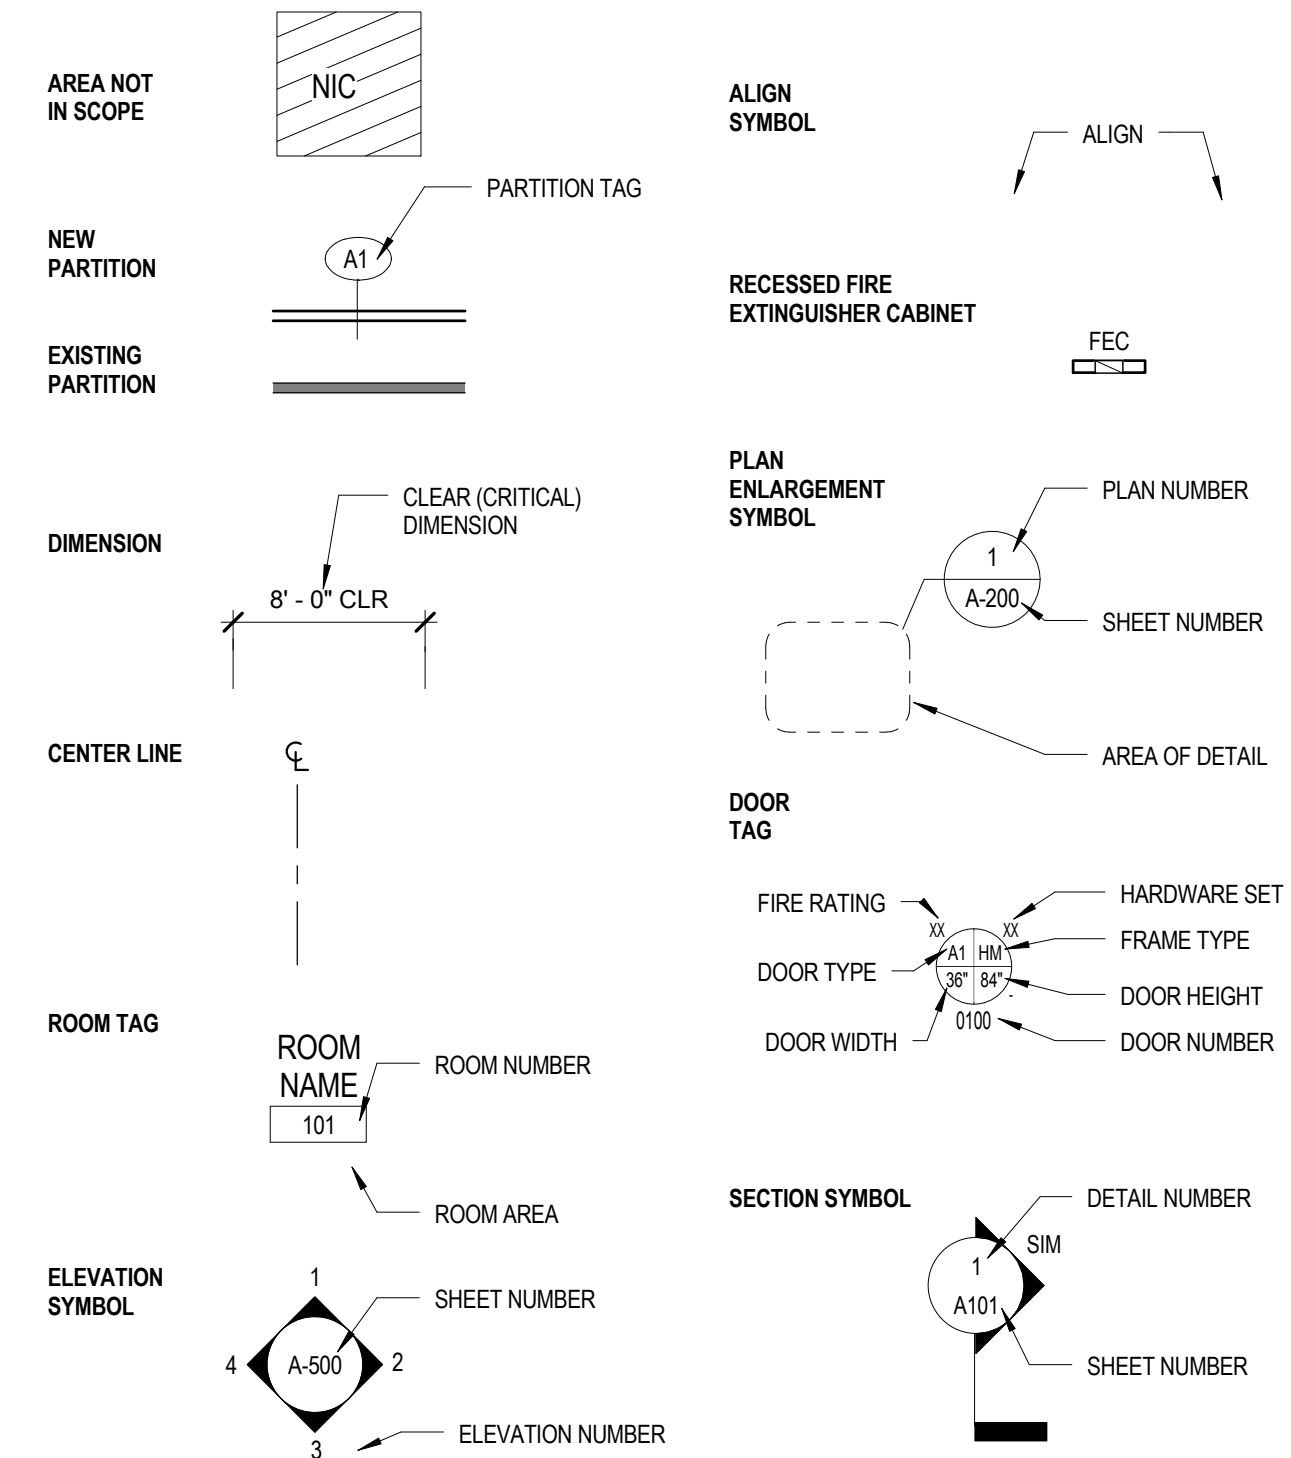 AREA NOT
IN SCOPE
NIC
PARTITION TAG
NEW
PARTITION
A1
EXISTING
PARTITION
CLEAR (CRITICAL)
DIMENSION
DIMENSION
8' - 0" CLR
CENTER LINE
CL
ROOM TAG
ROOM
NAME
101
ROOM NUMBER
ROOM AREA
ELEVATION
SYMBOL
1
SHEET NUMBER
4
A-500
2
3
ELEVATION NUMBER
ALIGN
SYMBOL
ALIGN
RECESSED FIRE
EXTINGUISHER CABINET
FEC
PLAN
ENLARGEMENT
SYMBOL
PLAN NUMBER
1
A-200
SHEET NUMBER
AREA OF DETAIL
DOOR
TAG
FIRE RATING
HARDWARE SET
XX
XX
FRAME TYPE
A1
HM
DOOR TYPE
36"
84"
DOOR HEIGHT
-
0100
DOOR WIDTH
DOOR NUMBER
SECTION SYMBOL
DETAIL NUMBER
SIM
1
A101
SHEET NUMBER